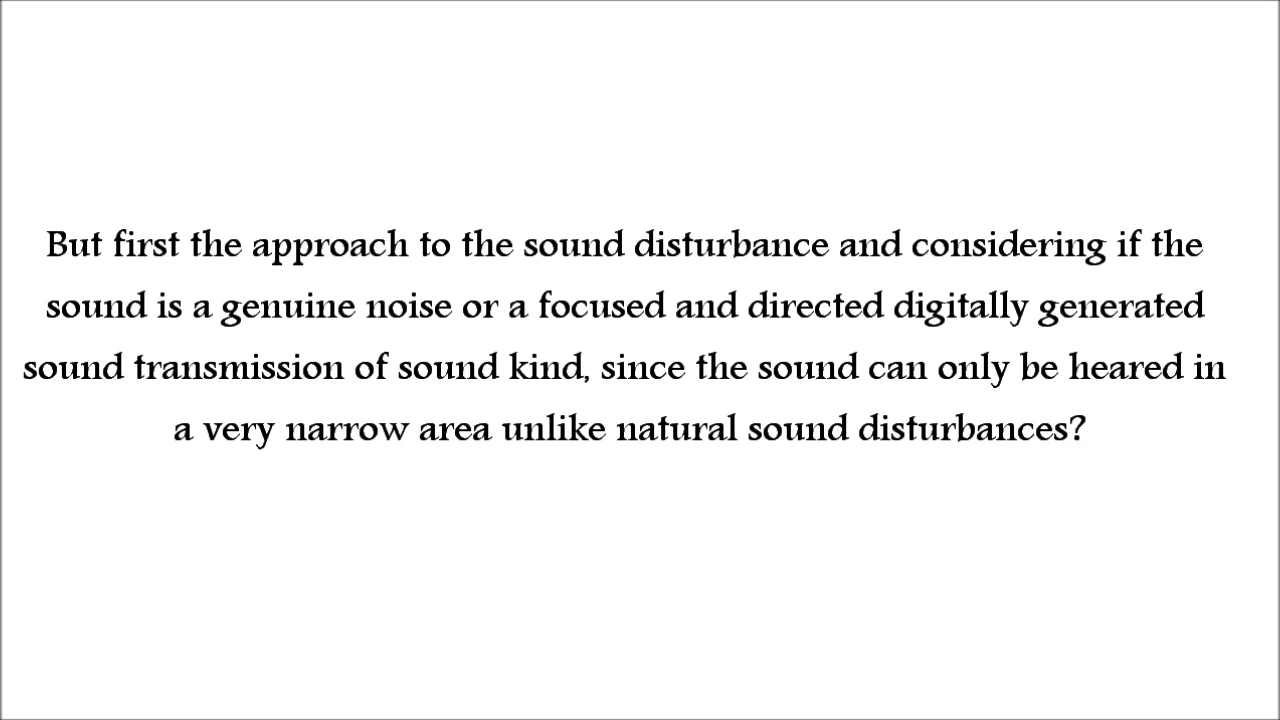 But first the approach to the sound disturbance and considering if the
sound is a genuine noise or a focused and directed digitally generated
sound transmission of sound kind, since the sound can only be heared in
a very narrow area unlike natural sound disturbances?